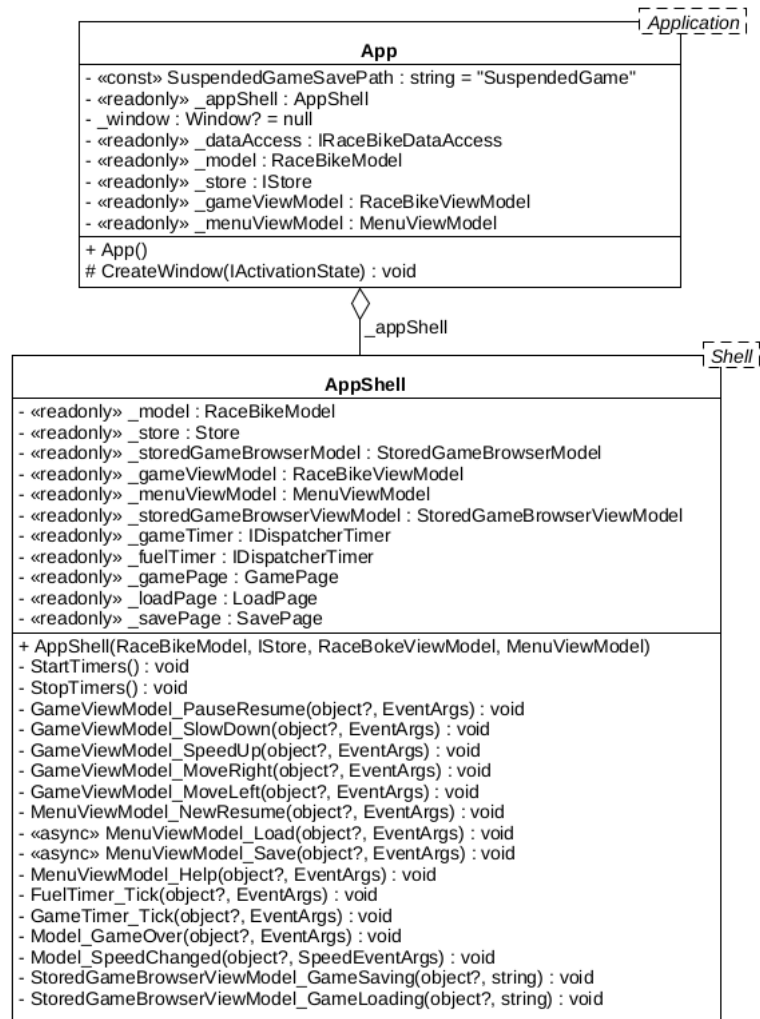 Application
App
- «const» SuspendedGameSavePath : string = "SuspendedGame"
- «readonly» _appShell : AppShell
- _window : Window? = null
- «readonly» _dataAccess : IRaceBikeDataAccess
- «readonly» _model : RaceBikeModel
- «readonly» _store : IStore
- «readonly» _gameViewModel : RaceBikeViewModel
- «readonly» _menuViewModel : MenuViewModel
+ App()
# CreateWindow(IActivationState) : void
_appShell
Shell
AppShell
- «readonly» _model : RaceBikeModel
- «readonly» _store : Store
- «readonly» _storedGameBrowserModel : StoredGameBrowserModel
- «readonly» _gameViewModel : RaceBikeViewModel
- «readonly» _menuViewModel : MenuViewModel
- «readonly» _storedGameBrowserViewModel : StoredGameBrowserViewModel
- «readonly» _gameTimer : IDispatcherTimer
- «readonly» _fuelTimer : IDispatcherTimer
- «readonly» _gamePage : GamePage
- «readonly» _loadPage : LoadPage
- «readonly» _savePage : SavePage
+ AppShell(RaceBikeModel, IStore, RaceBokeViewModel, MenuViewModel)
- StartTimers() : void
- StopTimers() : void
- GameViewModel_PauseResume(object?, EventArgs) : void
- GameViewModel_SlowDown(object?, EventArgs) : void
- GameViewModel_SpeedUp(object?, EventArgs) : void
- GameViewModel_MoveRight(object?, EventArgs) : void
- GameViewModel_MoveLeft(object?, EventArgs) : void
- MenuViewModel_NewResume(object?, EventArgs) : void
- «async» MenuViewModel_Load(object?, EventArgs) : void
- «async» MenuViewModel_Save(object?, EventArgs) : void
- MenuViewModel_Help(object?, EventArgs) : void
- FuelTimer_Tick(object?, EventArgs) : void
- GameTimer_Tick(object?, EventArgs) : void
- Model_GameOver(object?, EventArgs) : void
- Model_SpeedChanged(object?, SpeedEventArgs) : void
- StoredGameBrowserViewModel_GameSaving(object?, string) : void
- StoredGameBrowserViewModel_GameLoading(object?, string) : void